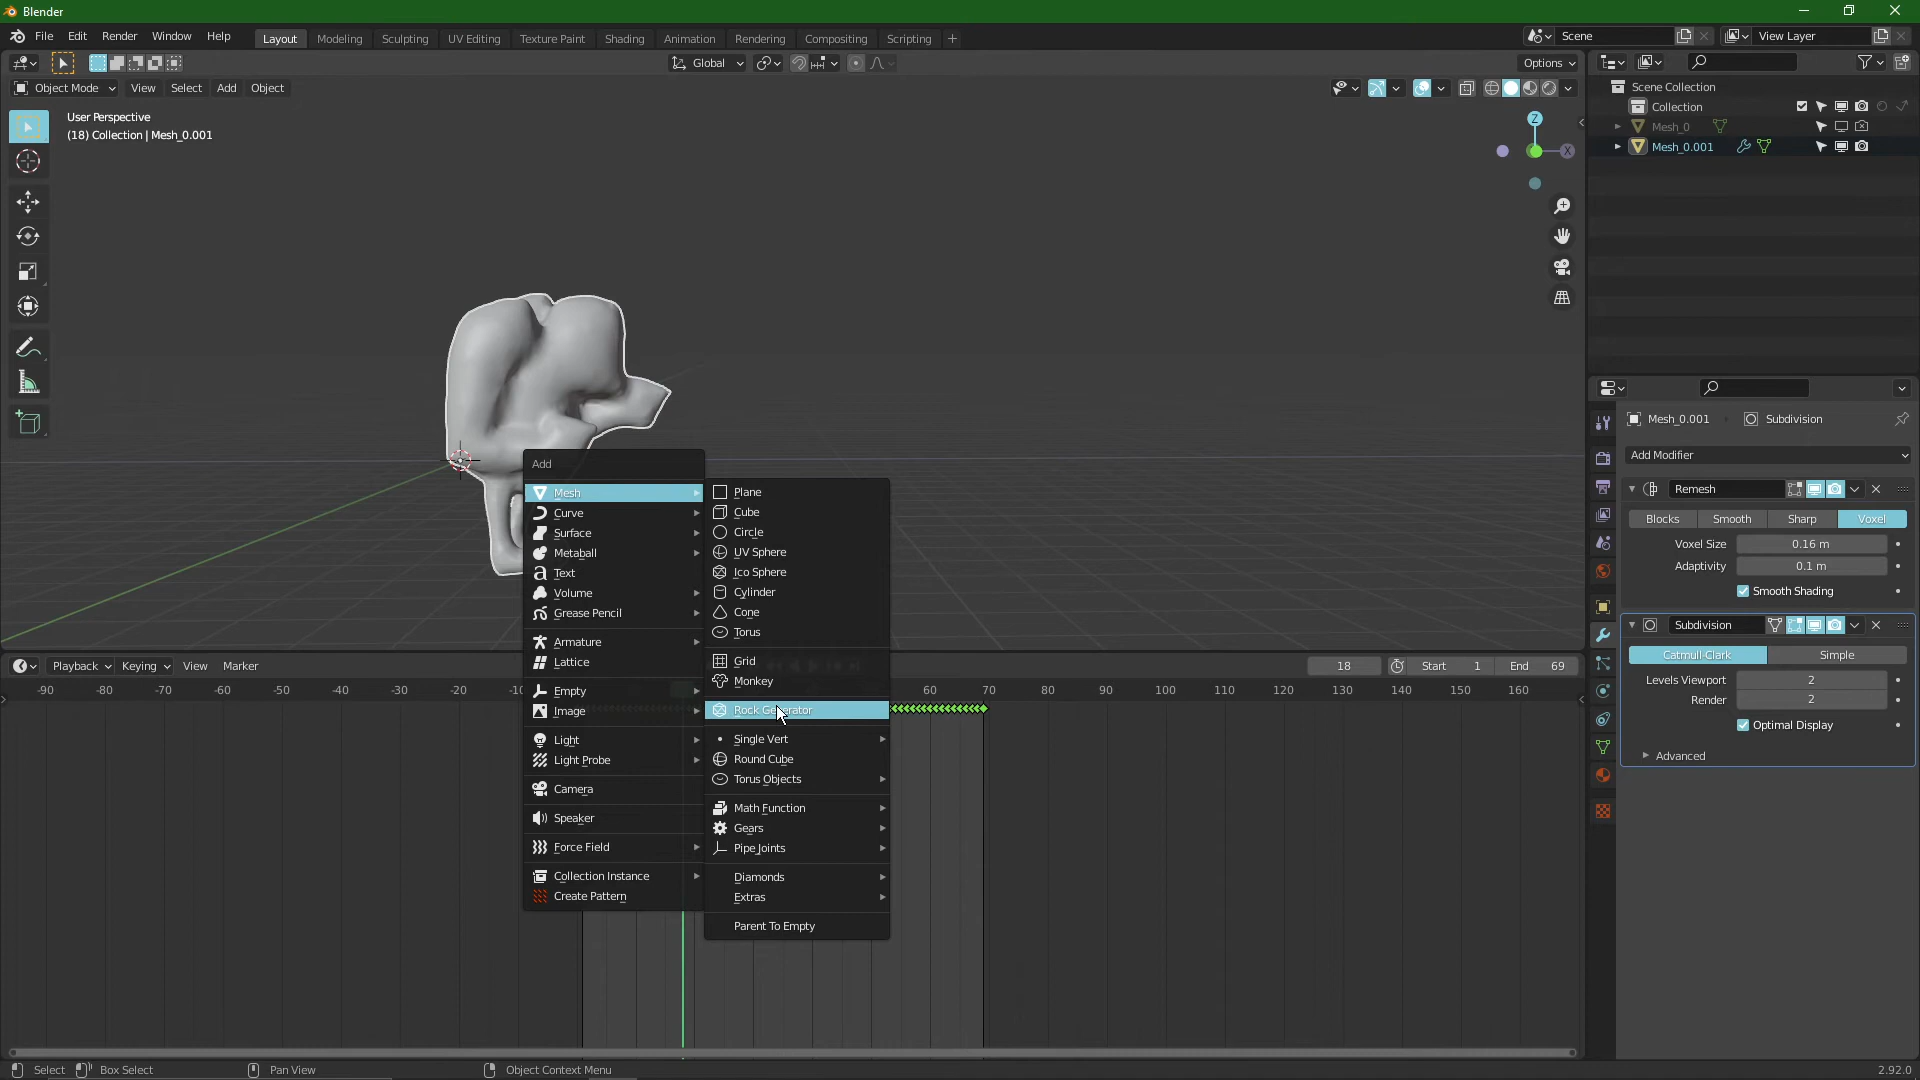 Blender
File Edit Render Window Help
Layout Modeling Sculpting UV Editing Texture Paint Shading Animation Rendering Compositing Scripting +
Scene
View Layer
Global
Options
Object Mode View Select Add Object
User Perspective
(18) Collection | Mesh_0.001
Z
X
Scene Collection
Collection
Mesh_0
Mesh_0.001
Mesh_0.001 Subdivision
Add Modifier
Remesh
Blocks Smooth Sharp Voxel
Voxel Size 0.16 m
Adaptivity 0.1 m
Smooth Shading
Subdivision
Catmull-Clark Simple
Levels Viewport 2
Render 2
Optimal Display
Advanced
Add
Mesh
Curve
Surface
Metaball
Text
Volume
Grease Pencil
Armature
Lattice
Empty
Image
Light
Light Probe
Camera
Speaker
Force Field
Collection Instance
Create Pattern
Plane
Cube
Circle
UV Sphere
Ico Sphere
Cylinder
Cone
Torus
Grid
Monkey
Rock Generator
Single Vert
Round Cube
Torus Objects
Math Function
Gears
Pipe Joints
Diamonds
Extras
Parent To Empty
Playback Keying View Marker
18 Start 1 End 69
-90 -80 -70 -60 -50 -40 -30 -20 60 70 80 90 100 110 120 130 140 150 160
Select Box Select Pan View Object Context Menu
2.92.0